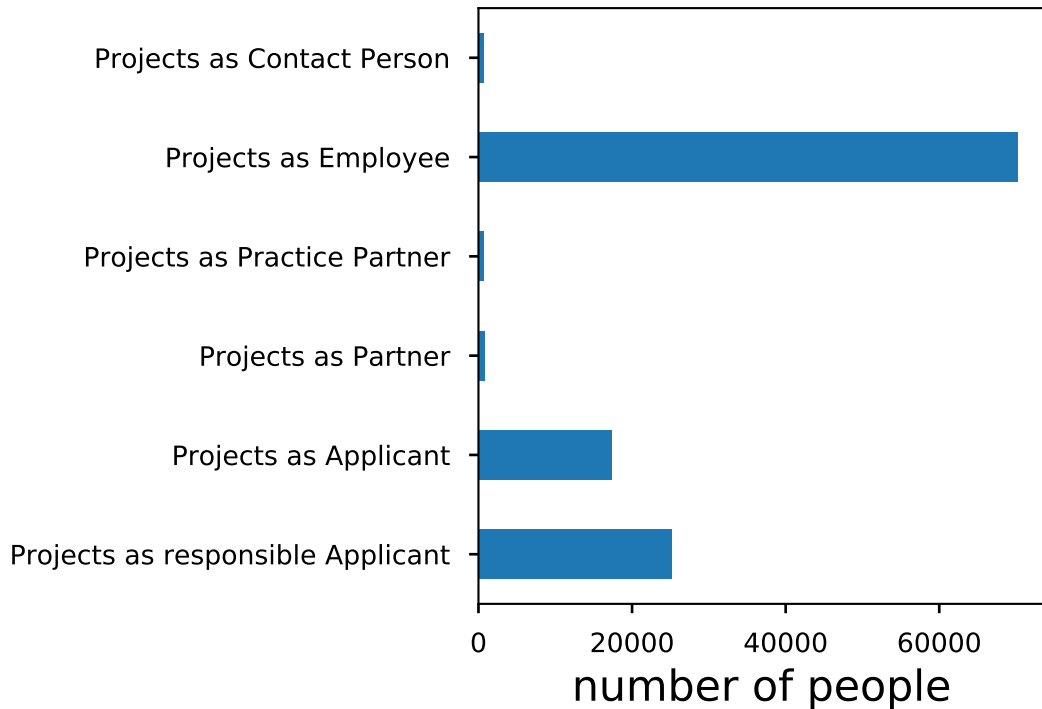 Projects as Contact Person
Projects as Employee
Projects as Practice Partner
Projects as Partner
Projects as Applicant
Projects as responsible Applicant
0 20000 40000 60000
number of people